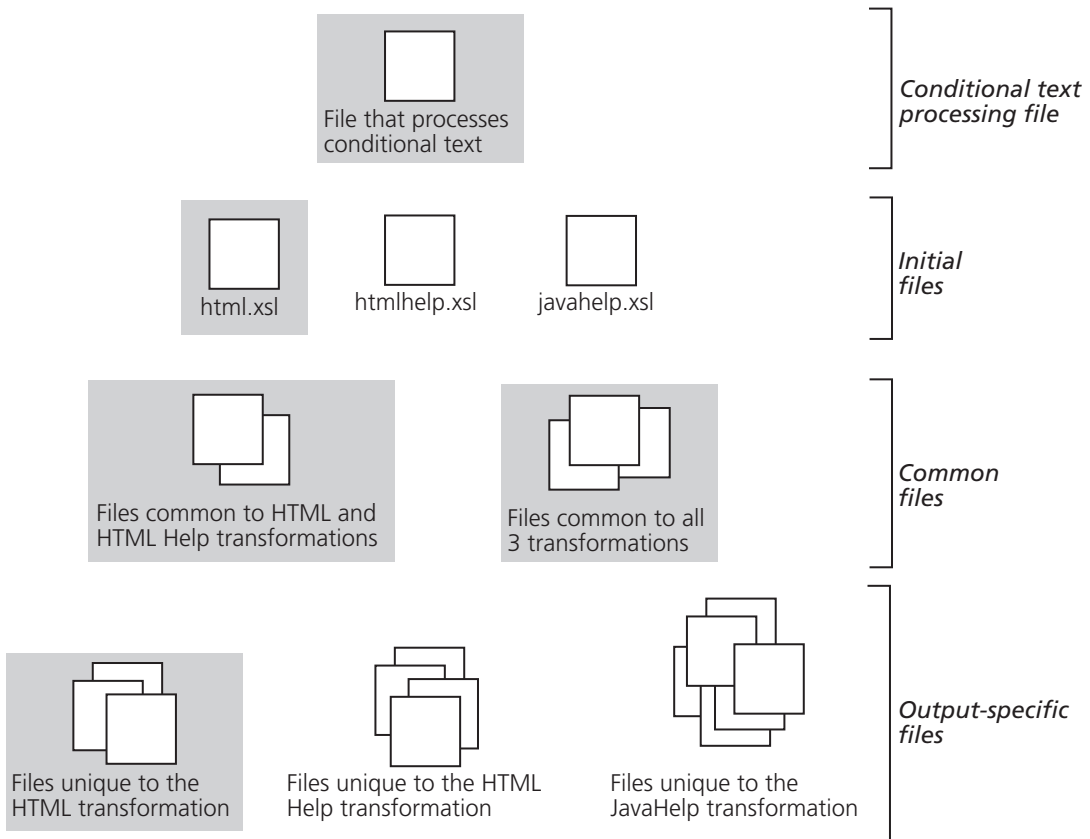 File that processes
conditional text
Conditional text
processing file
html.xsl
htmlhelp.xsl
javahelp.xsl
Initial
files
Files common to HTML and
HTML Help transformations
Files common to all
3 transformations
Common
files
Files unique to the
HTML transformation
Files unique to the HTML
Help transformation
Files unique to the
JavaHelp transformation
Output-specific
files